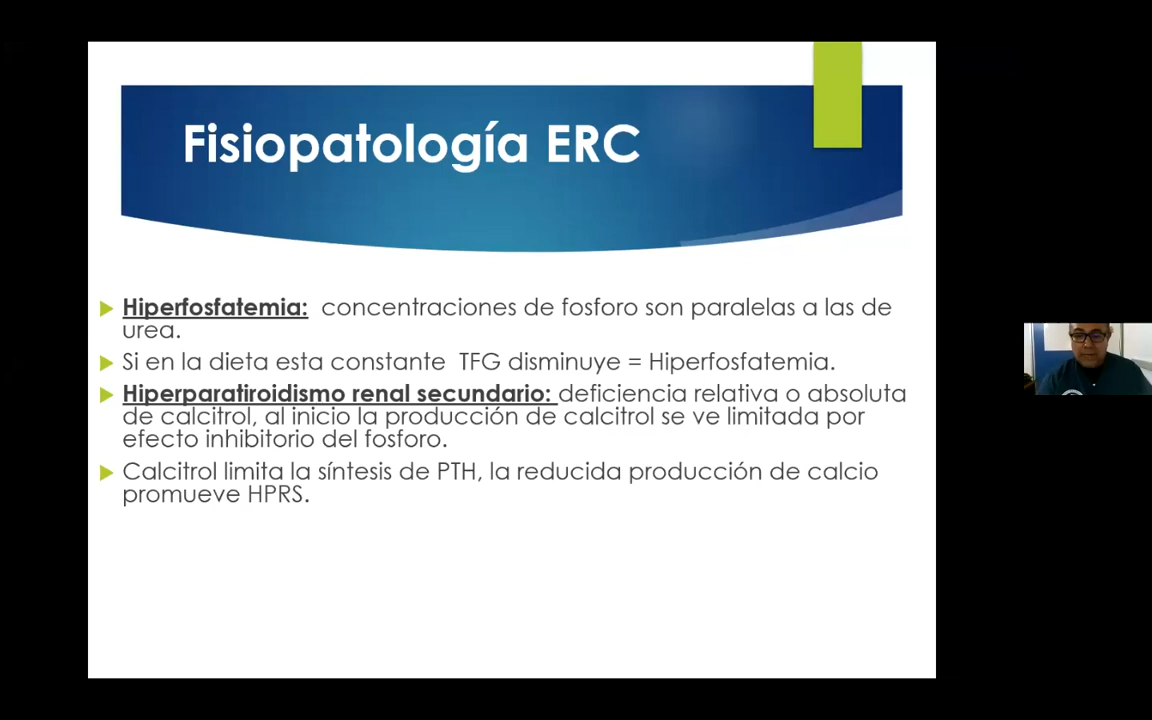 Fisiopatología ERC
Hiperfosfatemia: concentraciones de fosforo son paralelas a las de
urea.
Si en la dieta esta constante TFG disminuye = Hiperfosfatemia.
Hiperparatiroidismo renal secundario: deficiencia relativa o absoluta
de calcitrol, al inicio la producción de calcitrol se ve limitada por
efecto inhibitorio del fosforo.
Calcitrol limita la síntesis de PTH, la reducida producción de calcio
promueve HPRS.